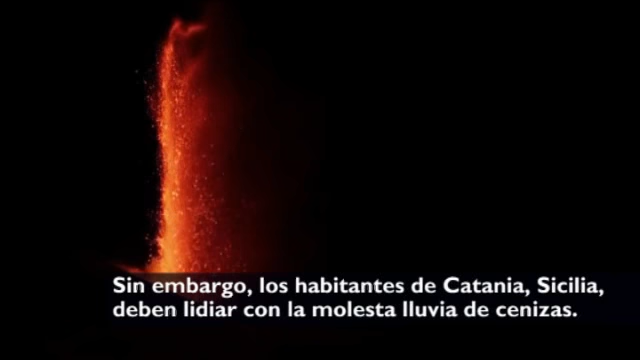 Sin embargo, los habitantes de Catania, Sicilia,
deben lidiar con la molesta lluvia de cenizas.